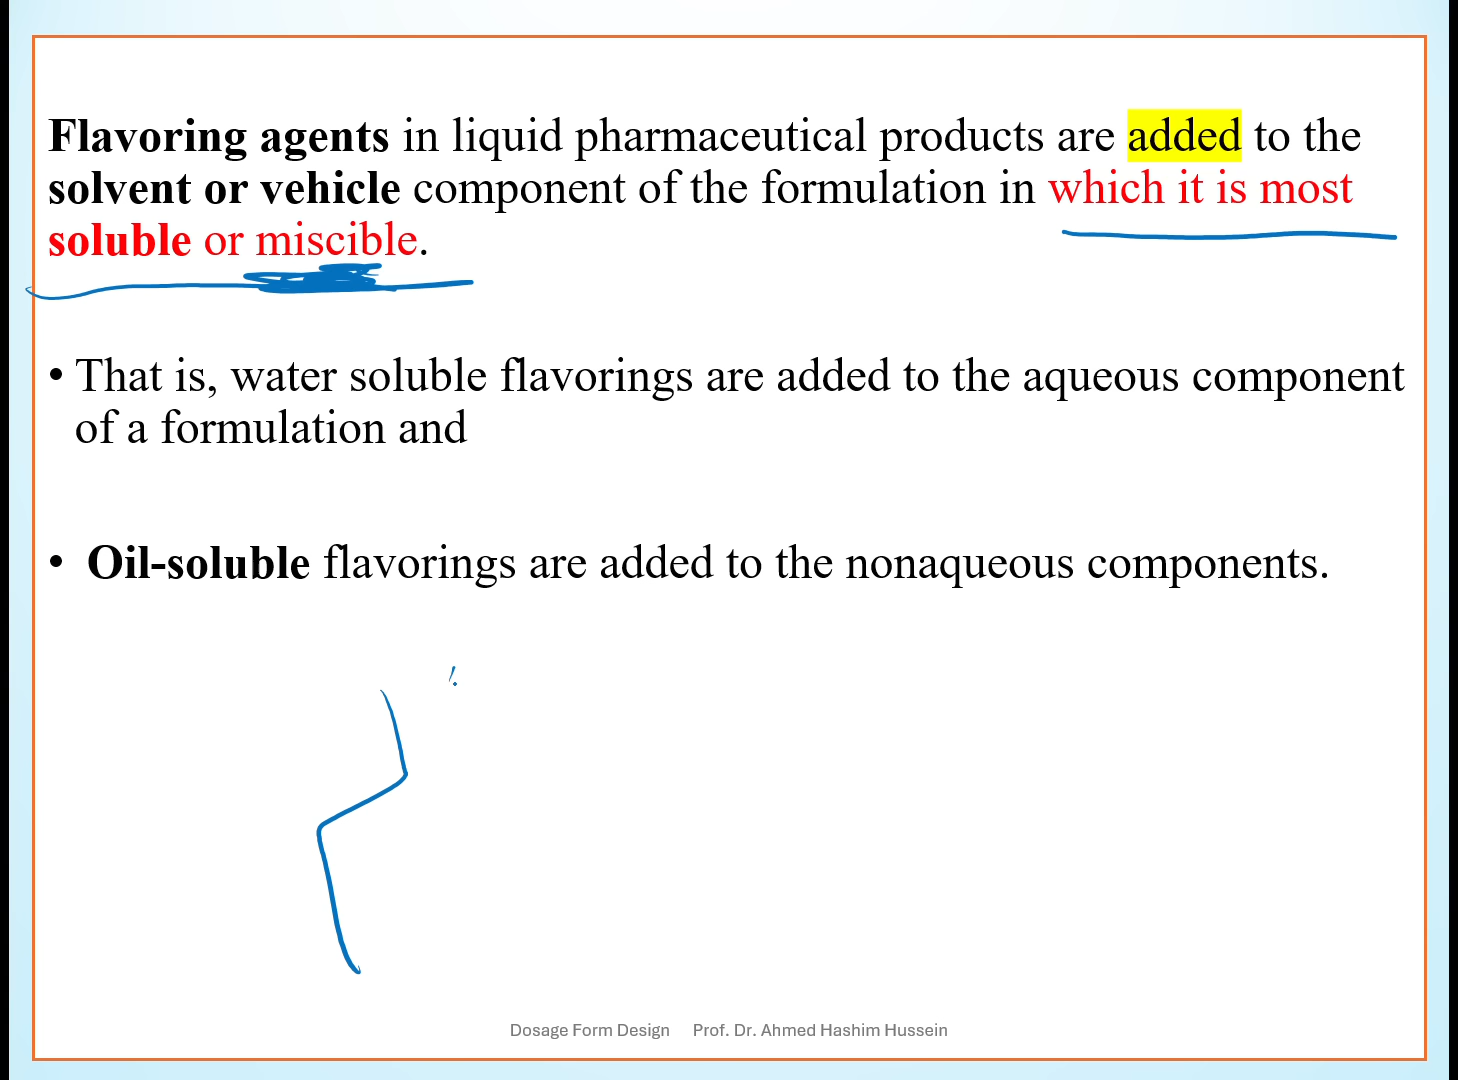 Flavoring agents in liquid pharmaceutical products are added to the
solvent or vehicle component of the formulation in which it is most
soluble or miscible.
• That is, water soluble flavorings are added to the aqueous component
of a formulation and
• Oil-soluble flavorings are added to the nonaqueous components.
Dosage Form Design Prof. Dr. Ahmed Hashim Hussein